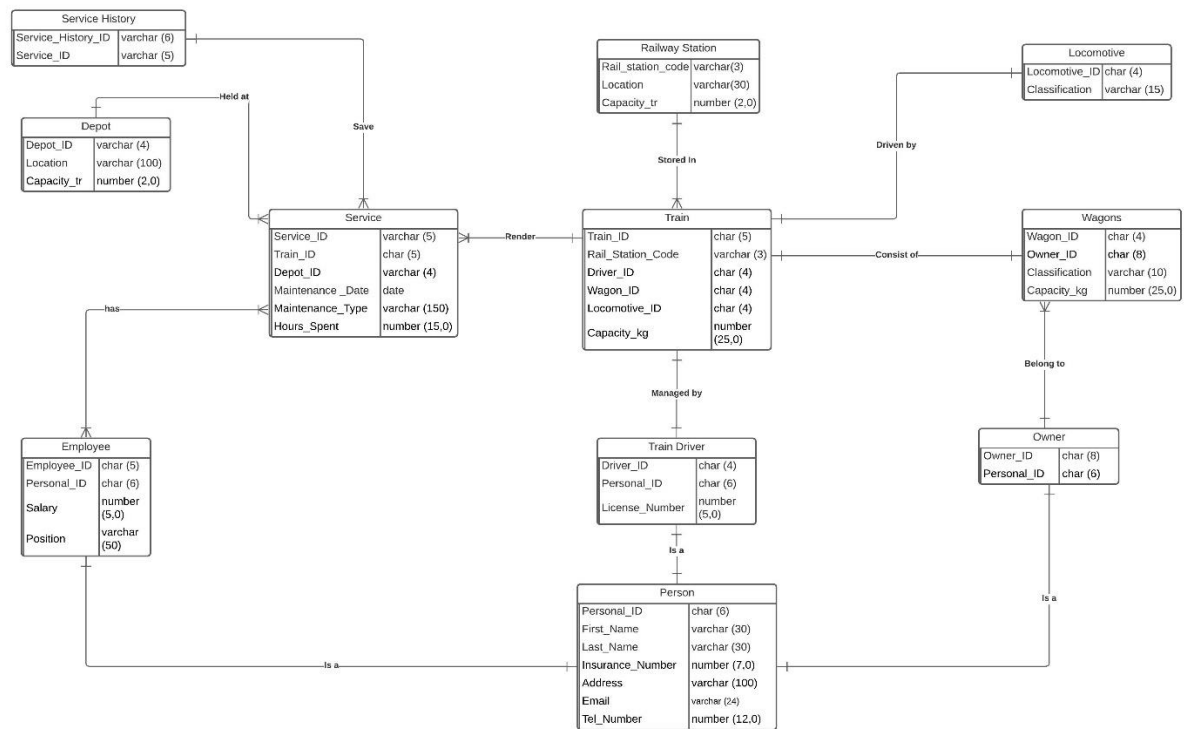 Service History
Service_History_ID varchar (6)
Service_ID varchar (5)
Railway Station
Rail_station_code varchar(3)
Location varchar(30)
Capacity_tr number (2,0)
Locomotive
Locomotive_ID char (4)
Classification varchar (15)
Held at
Save
Stored In
Driven by
Depot
Depot_ID varchar (4)
Location varchar (100)
Capacity_tr number (2,0)
Service
Service_ID varchar (5)
Train_ID char (5)
Depot_ID varchar (4)
Maintenance _Date date
Maintenance_Type varchar (150)
Hours_Spent number (15,0)
Render
Train
Train_ID char (5)
Rail_Station_Code varchar (3)
Driver_ID char (4)
Wagon_ID char (4)
Locomotive_ID char (4)
Capacity_kg number
(25,0)
Consist of
Wagons
Wagon_ID char (4)
Owner_ID char (8)
Classification varchar (10)
Capacity_kg number (25,0)
has
Managed by
Belong to
Employee
Employee_ID char (5)
Personal_ID char (6)
Salary number
(5,0)
Position varchar
(50)
Train Driver
Driver_ID char (4)
Personal_ID char (6)
License_Number number
(5,0)
Owner
Owner_ID char (8)
Personal_ID char (6)
Is a
Is a
Is a
Person
Personal_ID char (6)
First_Name varchar (30)
Last_Name varchar (30)
Insurance_Number number (7,0)
Address varchar (100)
Email varchar (24)
Tel_Number number (12,0)